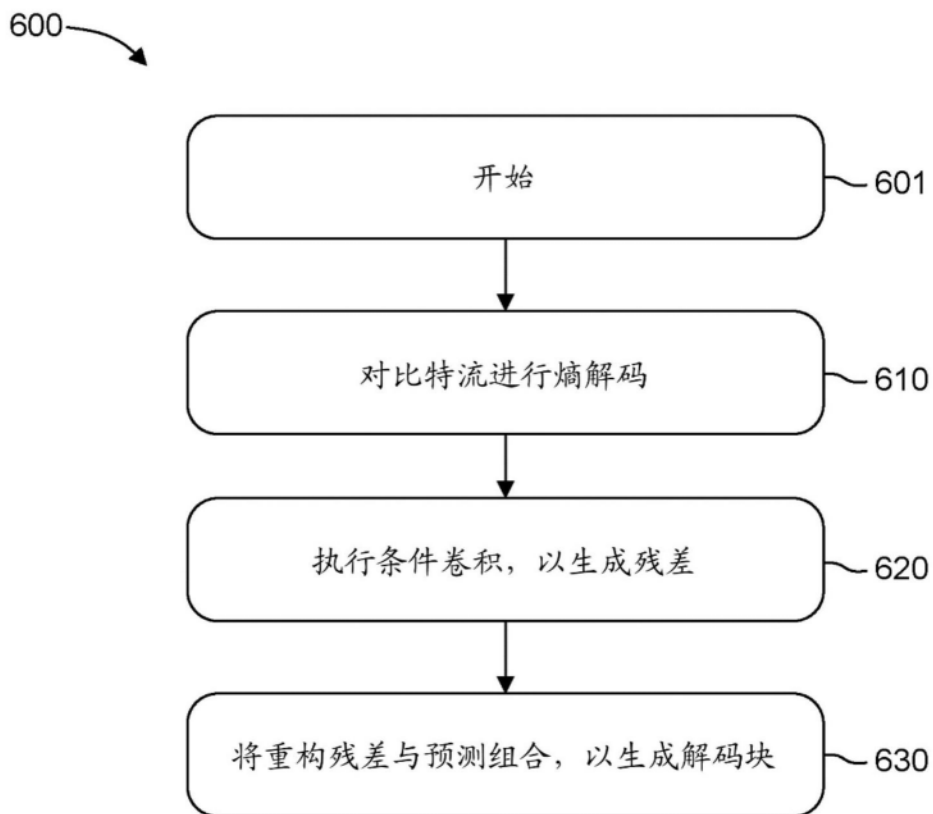 600
开始
601
对比特流进行熵解码
610
执行条件卷积，以生成残差
620
将重构残差与预测组合，以生成解码块
630